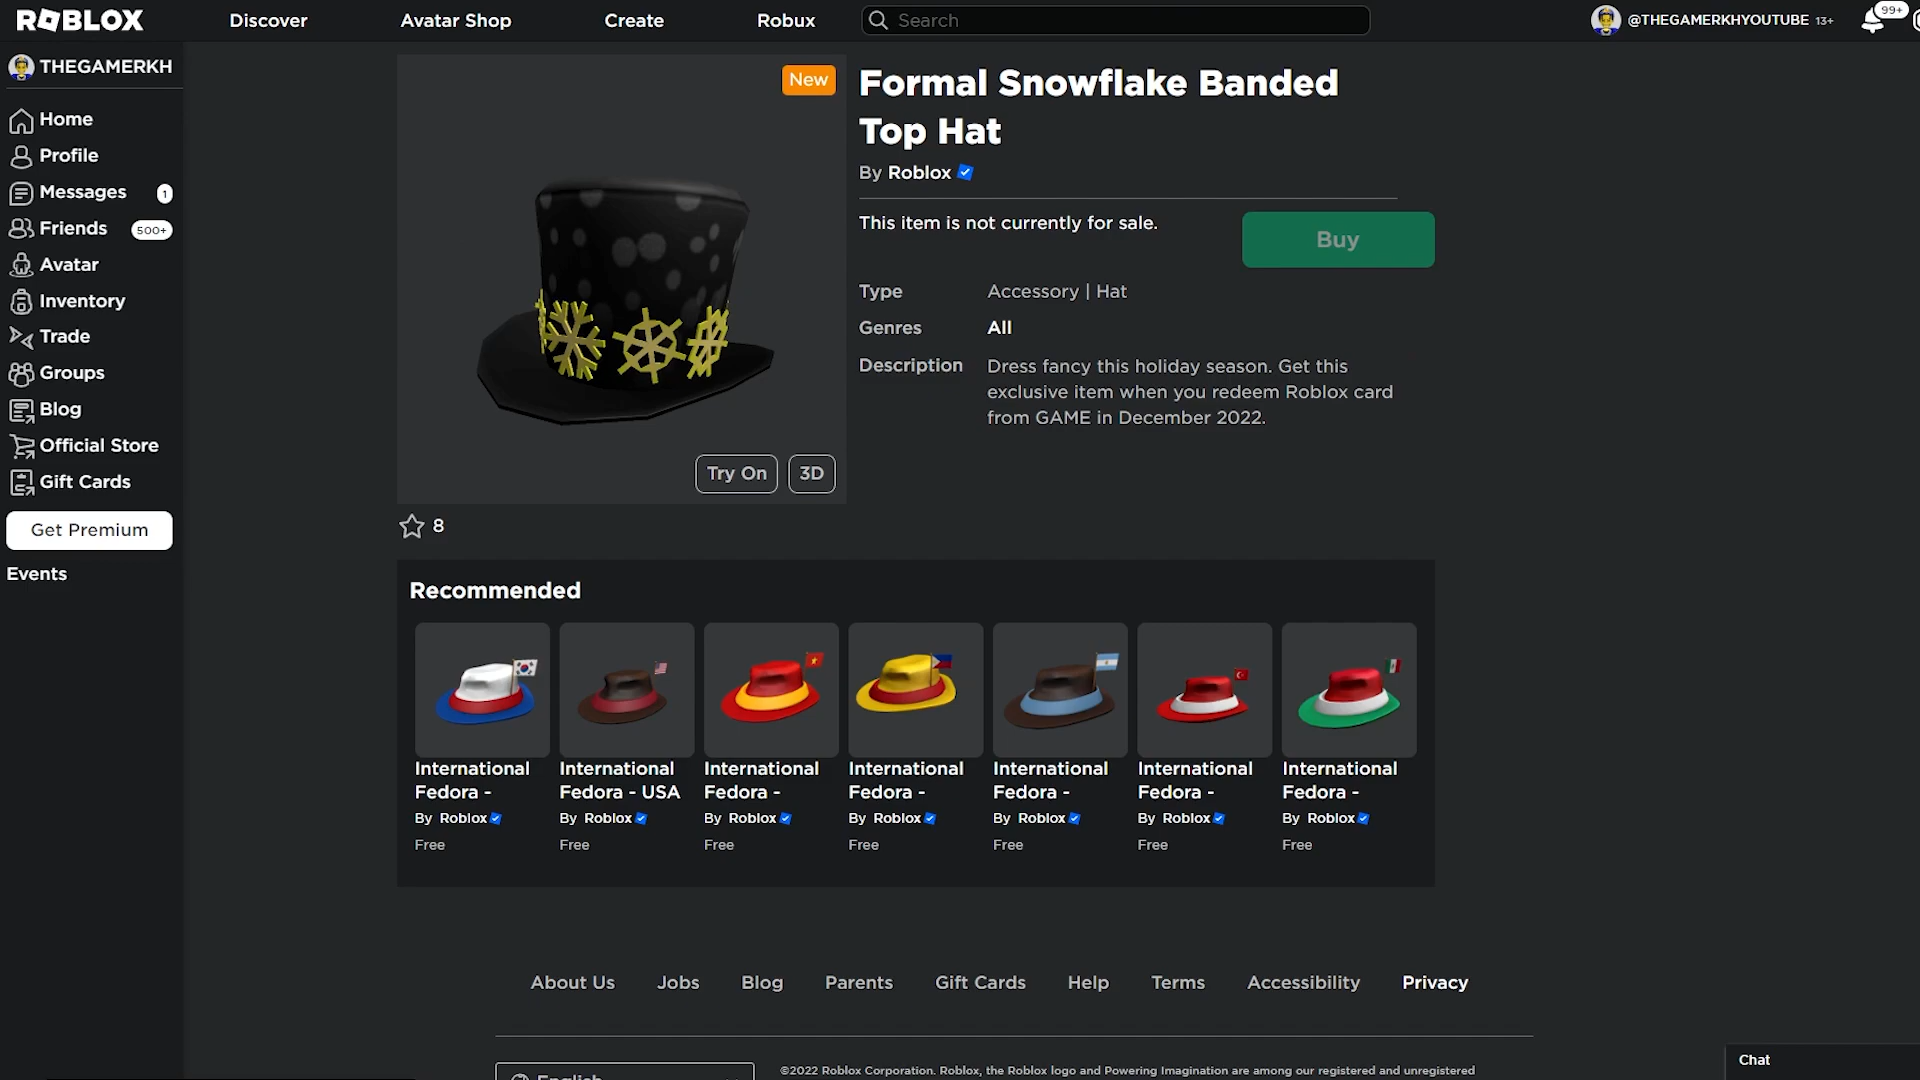 ROBLOX
Discover
Avatar Shop
Create
Robux
Search
@THEGAMERKHYOUTUBE 13+
99+
THEGAMERKH
Home
Profile
Messages 1
Friends 500+
Avatar
Inventory
Trade
Groups
Blog
Official Store
Gift Cards
Get Premium
Events
New
Try On
3D
8
Formal Snowflake Banded
Top Hat
By Roblox
This item is not currently for sale.
Buy
Type Accessory | Hat
Genres All
Description Dress fancy this holiday season. Get this
exclusive item when you redeem Roblox card
from GAME in December 2022.
Recommended
International
Fedora -
By Roblox
Free
International
Fedora - USA
By Roblox
Free
International
Fedora -
By Roblox
Free
International
Fedora -
By Roblox
Free
International
Fedora -
By Roblox
Free
International
Fedora -
By Roblox
Free
International
Fedora -
By Roblox
Free
About Us
Jobs
Blog
Parents
Gift Cards
Help
Terms
Accessibility
Privacy
English
©2022 Roblox Corporation. Roblox, the Roblox logo and Powering Imagination are among our registered and unregistered
Chat